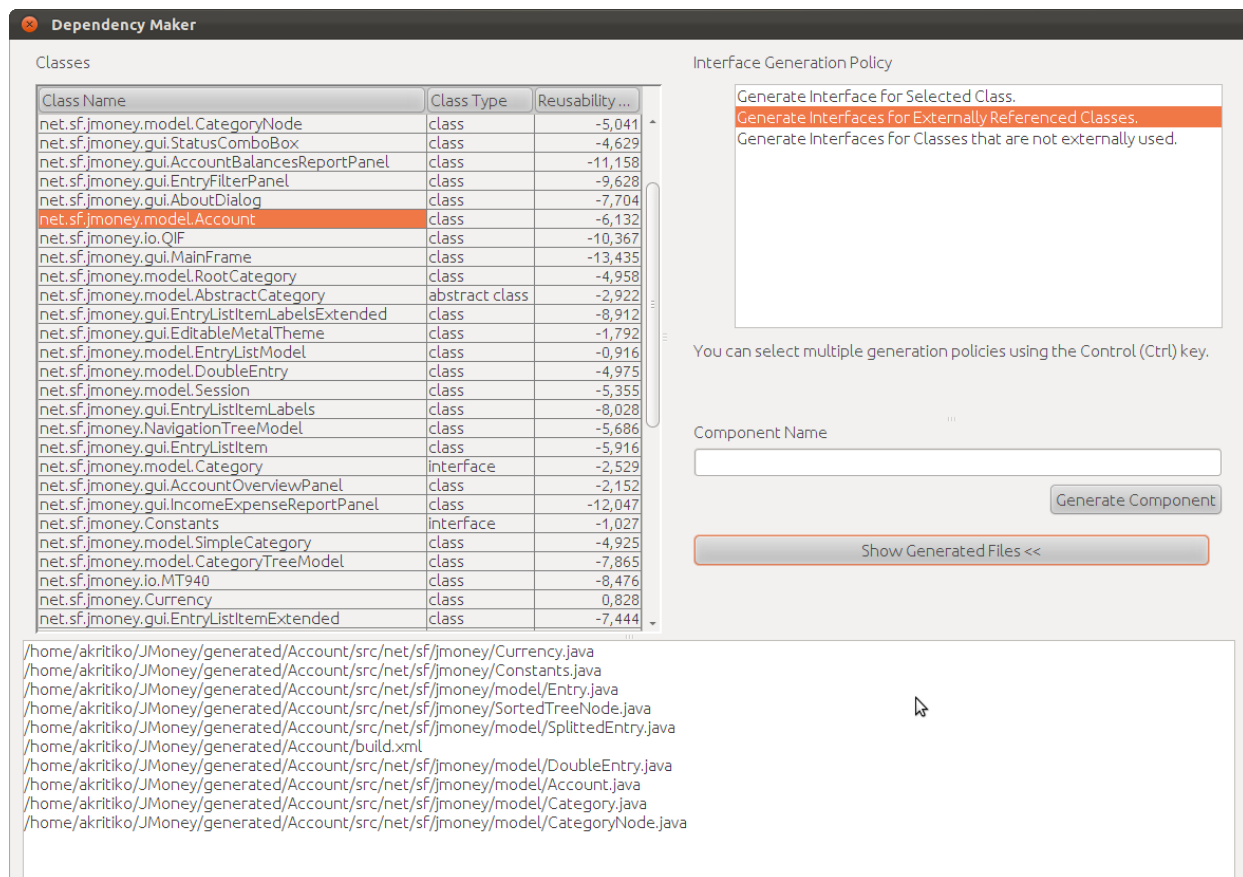 Dependency Maker
Classes
Class Name Class Type Reusability ...
net.sf.jmoney.model.CategoryNode class -5,041
net.sf.jmoney.gui.StatusComboBox class -4,629
net.sf.jmoney.gui.AccountBalancesReportPanel class -11,158
net.sf.jmoney.gui.EntryFilterPanel class -9,628
net.sf.jmoney.gui.AboutDialog class -7,704
net.sf.jmoney.model.Account class -6,132
net.sf.jmoney.io.QIF class -10,367
net.sf.jmoney.gui.MainFrame class -13,435
net.sf.jmoney.model.RootCategory class -4,958
net.sf.jmoney.model.AbstractCategory abstract class -2,922
net.sf.jmoney.gui.EntryListItemLabelsExtended class -8,912
net.sf.jmoney.gui.EditableMetalTheme class -1,792
net.sf.jmoney.model.EntryListModel class -0,916
net.sf.jmoney.model.DoubleEntry class -4,975
net.sf.jmoney.model.Session class -5,355
net.sf.jmoney.gui.EntryListItemLabels class -8,028
net.sf.jmoney.NavigationTreeModel class -5,686
net.sf.jmoney.gui.EntryListItem class -5,916
net.sf.jmoney.model.Category interface -2,529
net.sf.jmoney.gui.AccountOverviewPanel class -2,152
net.sf.jmoney.gui.IncomeExpenseReportPanel class -12,047
net.sf.jmoney.Constants interface -1,027
net.sf.jmoney.model.SimpleCategory class -4,925
net.sf.jmoney.model.CategoryTreeModel class -7,865
net.sf.jmoney.io.MT940 class -8,476
net.sf.jmoney.Currency class 0,828
net.sf.jmoney.gui.EntryListItemExtended class -7,444
Interface Generation Policy
Generate Interface for Selected Class.
Generate Interfaces for Externally Referenced Classes.
Generate Interfaces for Classes that are not externally used.
You can select multiple generation policies using the Control (Ctrl) key.
Component Name
Generate Component
Show Generated Files <<
/home/akritiko/JMoney/generated/Account/src/net/sf/jmoney/Currency.java
/home/akritiko/JMoney/generated/Account/src/net/sf/jmoney/Constants.java
/home/akritiko/JMoney/generated/Account/src/net/sf/jmoney/model/Entry.java
/home/akritiko/JMoney/generated/Account/src/net/sf/jmoney/SortedTreeNode.java
/home/akritiko/JMoney/generated/Account/src/net/sf/jmoney/model/SplittedEntry.java
/home/akritiko/JMoney/generated/Account/build.xml
/home/akritiko/JMoney/generated/Account/src/net/sf/jmoney/model/DoubleEntry.java
/home/akritiko/JMoney/generated/Account/src/net/sf/jmoney/model/Account.java
/home/akritiko/JMoney/generated/Account/src/net/sf/jmoney/model/Category.java
/home/akritiko/JMoney/generated/Account/src/net/sf/jmoney/model/CategoryNode.java